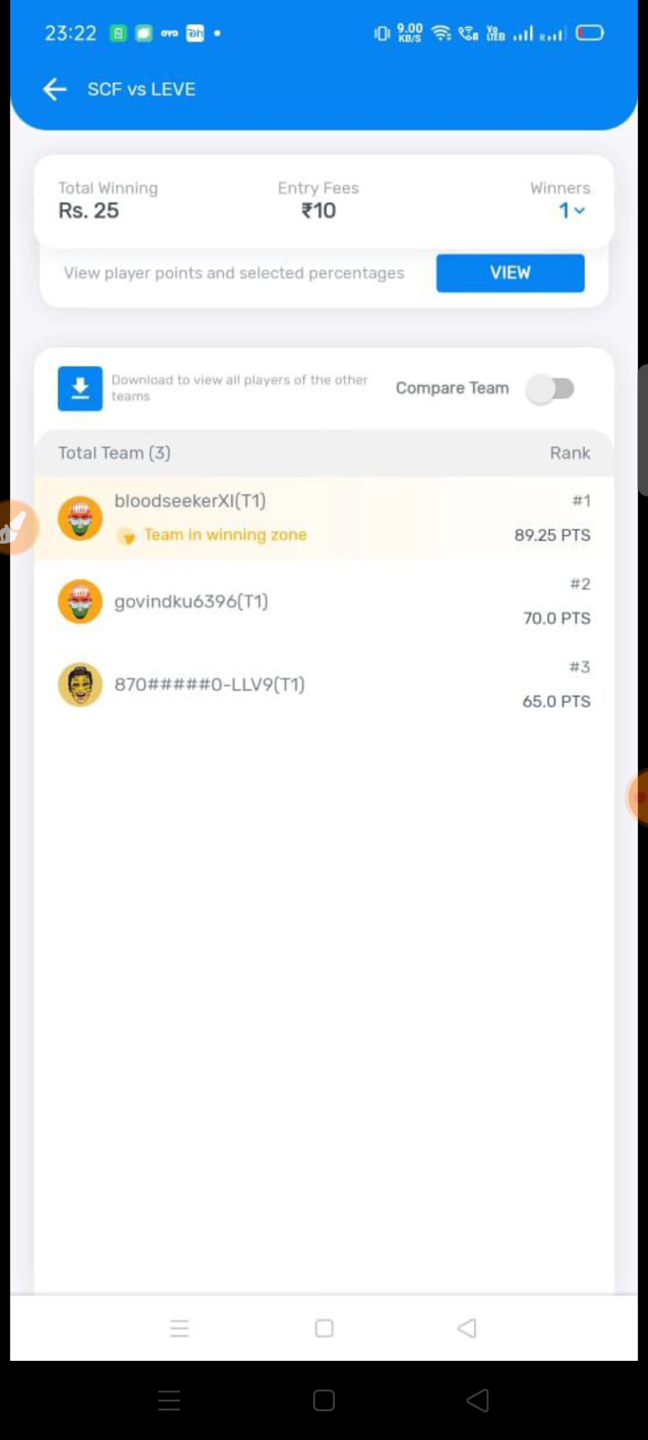 23:22 oyo 9.00 KB/S Vo LTE
SCF vs LEVE
Total Winning Entry Fees Winners
Rs. 25 ₹10 1
View player points and selected percentages VIEW
Download to view all players of the other
teams
Compare Team
Total Team (3) Rank
bloodseekerXI(T1) #1
Team in winning zone 89.25 PTS
govindku6396(T1) #2
70.0 PTS
870#####0-LLV9(T1) #3
65.0 PTS